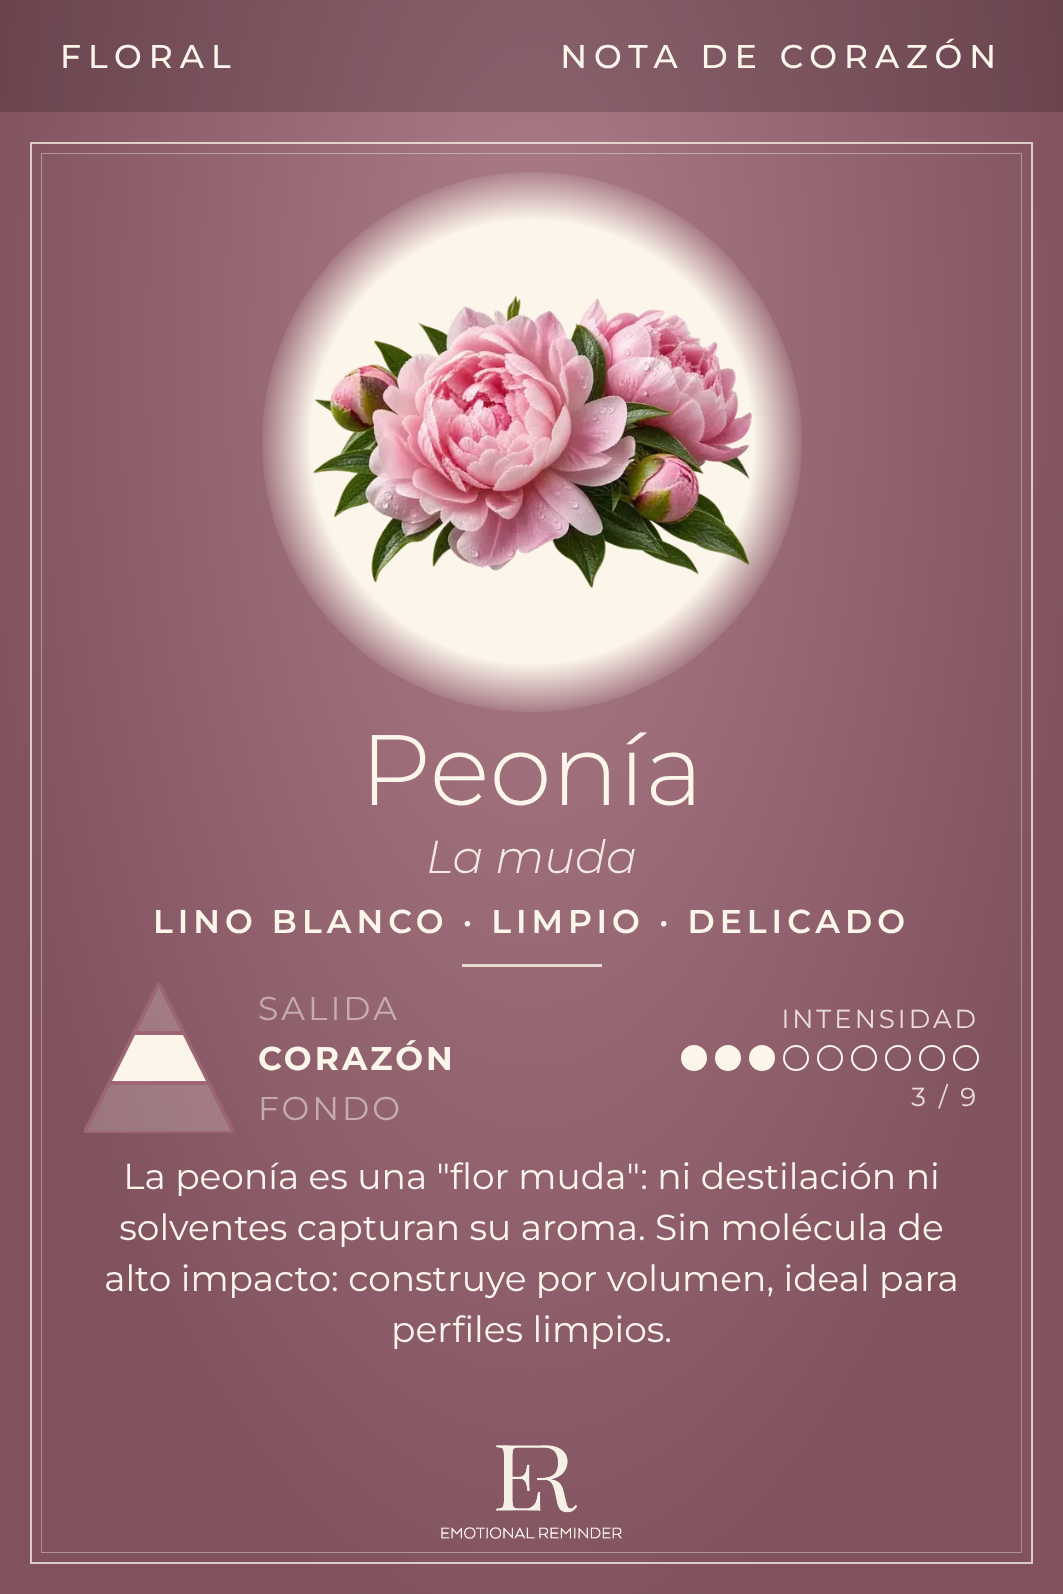 FLORAL
NOTA DE CORAZÓN
Peonía
La muda
LINO BLANCO · LIMPIO · DELICADO
SALIDA
CORAZÓN
FONDO
INTENSIDAD
3 / 9
La peonía es una "flor muda": ni destilación ni
solventes capturan su aroma. Sin molécula de
alto impacto: construye por volumen, ideal para
perfiles limpios.
ER
EMOTIONAL REMINDER